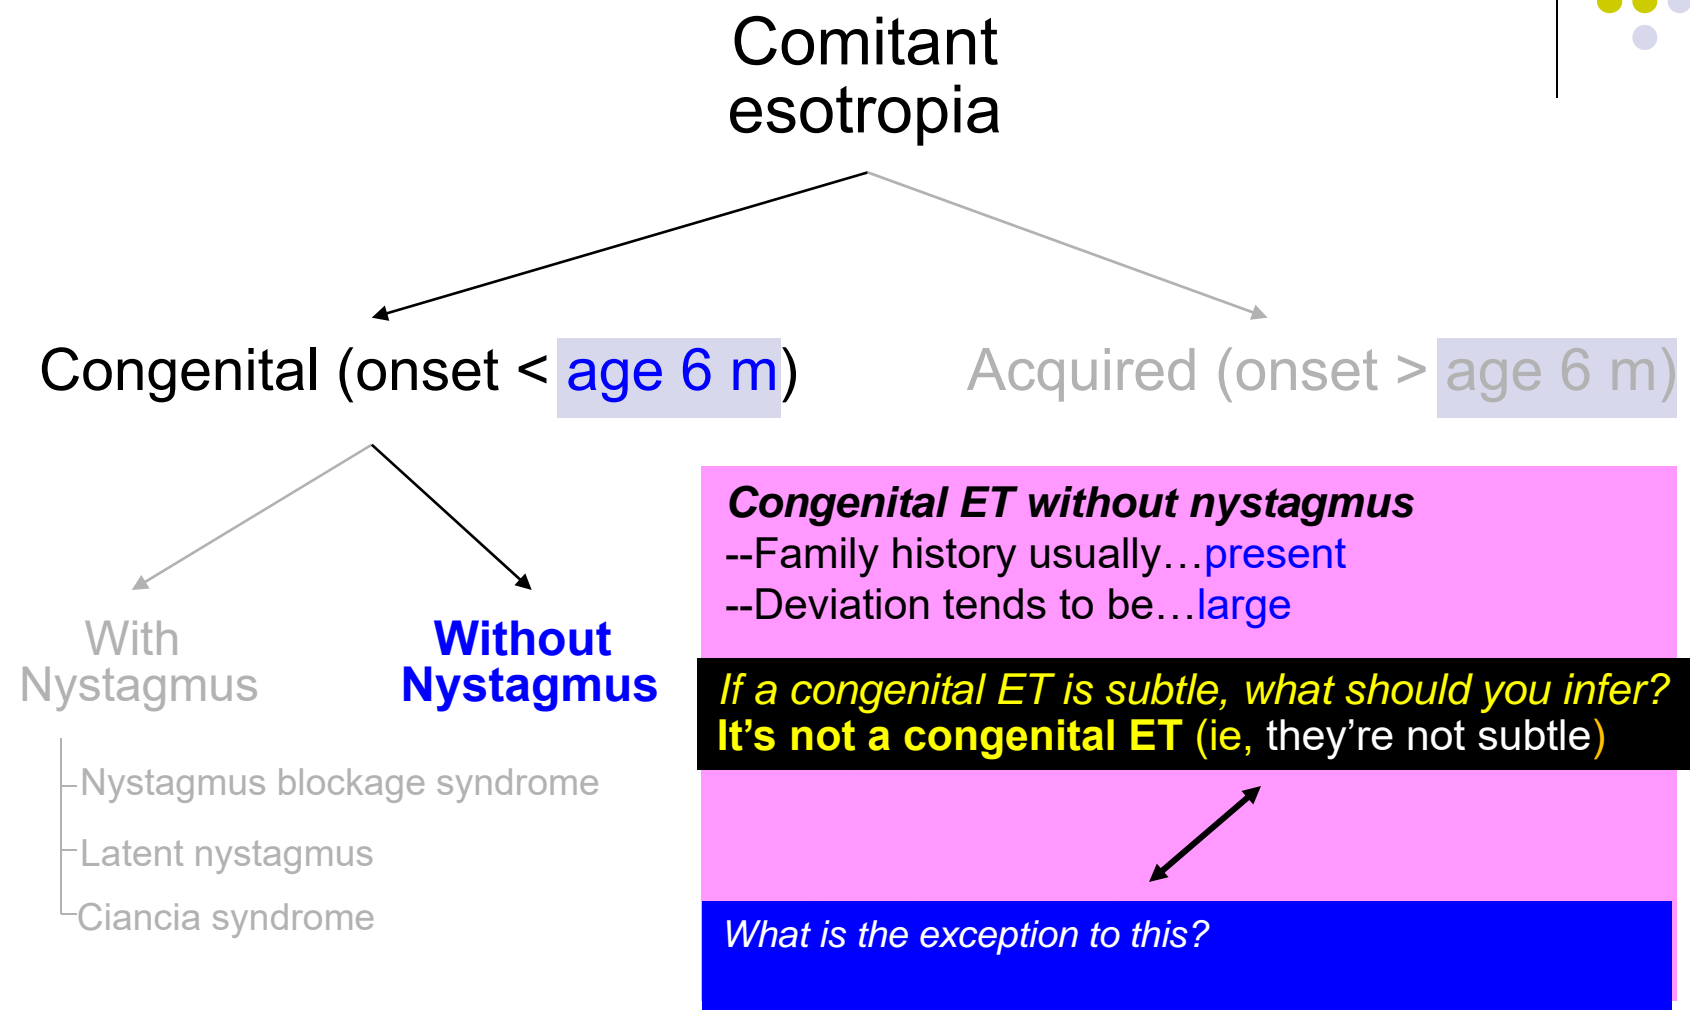 Comitant
esotropia
Congenital (onset < age 6 m)
Acquired (onset > age 6 m)
With
Nystagmus
Without
Nystagmus
Nystagmus blockage syndrome
Latent nystagmus
Ciancia syndrome
Congenital ET without nystagmus
--Family history usually…present
--Deviation tends to be…large
If a congenital ET is subtle, what should you infer?
It’s not a congenital ET (ie, they’re not subtle)
What is the exception to this?